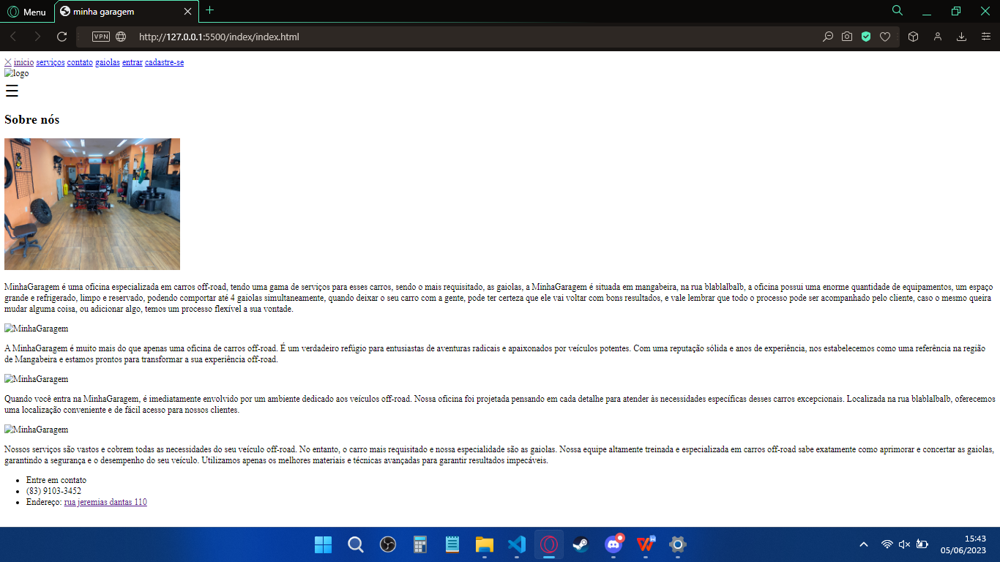 Menu
minha garagem
VPN
http://127.0.0.1:5500/index/index.html
X inicio serviços contato gaiolas entrar cadastre-se
logo
☰
Sobre nós
MinhaGaragem é uma oficina especializada em carros off-road, tendo uma gama de serviços para esses carros, sendo o mais requisitado, as gaiolas, a MinhaGaragem é situada em mangabeira, na rua blablalbalb, a oficina possui uma enorme quantidade de equipamentos, um espaço
grande e refrigerado, limpo e reservado, podendo comportar até 4 gaiolas simultaneamente, quando deixar o seu carro com a gente, pode ter certeza que ele vai voltar com bons resultados, e vale lembrar que todo o processo pode ser acompanhado pelo cliente, caso o mesmo queira
mudar alguma coisa, ou adicionar algo, temos um processo flexível a sua vontade.
MinhaGaragem
A MinhaGaragem é muito mais do que apenas uma oficina de carros off-road. É um verdadeiro refúgio para entusiastas de aventuras radicais e apaixonados por veículos potentes. Com uma reputação sólida e anos de experiência, nos estabelecemos como uma referência na região
de Mangabeira e estamos prontos para transformar a sua experiência off-road.
MinhaGaragem
Quando você entra na MinhaGaragem, é imediatamente envolvido por um ambiente dedicado aos veículos off-road. Nossa oficina foi projetada pensando em cada detalhe para atender às necessidades específicas desses carros excepcionais. Localizada na rua blablalbalb, oferecemos
uma localização conveniente e de fácil acesso para nossos clientes.
MinhaGaragem
Nossos serviços são vastos e cobrem todas as necessidades do seu veículo off-road. No entanto, o carro mais requisitado e nossa especialidade são as gaiolas. Nossa equipe altamente treinada e especializada em carros off-road sabe exatamente como aprimorar e concertar as gaiolas,
garantindo a segurança e o desempenho do seu veículo. Utilizamos apenas os melhores materiais e técnicas avançadas para garantir resultados impecáveis.
• Entre em contato
• (83) 9103-3452
• Endereço: rua jeremias dantas 110
15:43
05/06/2023